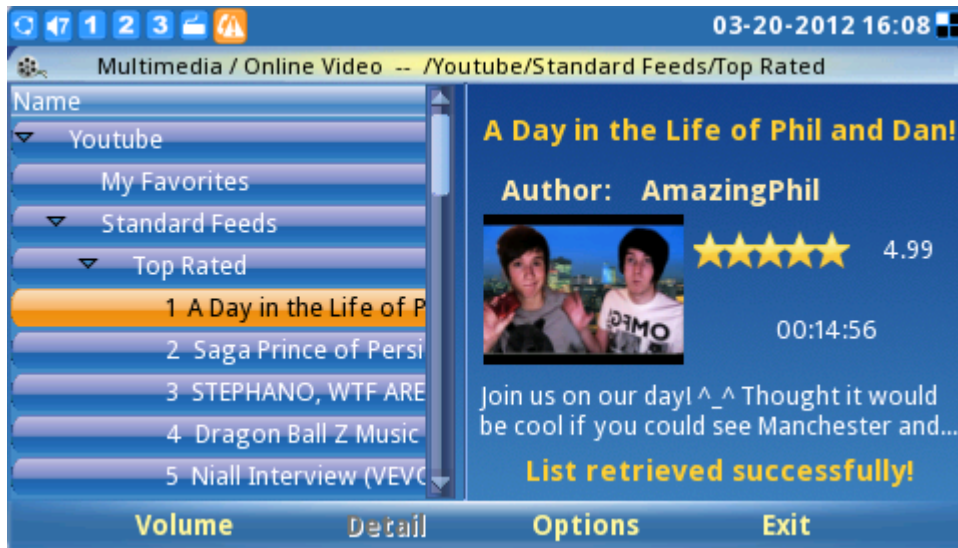 7 1 2 3 03-20-2012 16:08
Multimedia / Online Video -- /Youtube/Standard Feeds/Top Rated
Name
Youtube
My Favorites
Standard Feeds
Top Rated
1 A Day in the Life of P
2 Saga Prince of Persi
3 STEPHANO, WTF ARE
4 Dragon Ball Z Music
5 Niall Interview (VEVO
A Day in the Life of Phil and Dan!
Author: AmazingPhil
OMFG!
4.99
00:14:56
Join us on our day! ^_^ Thought it would
be cool if you could see Manchester and...
List retrieved successfully!
Volume Detail Options Exit